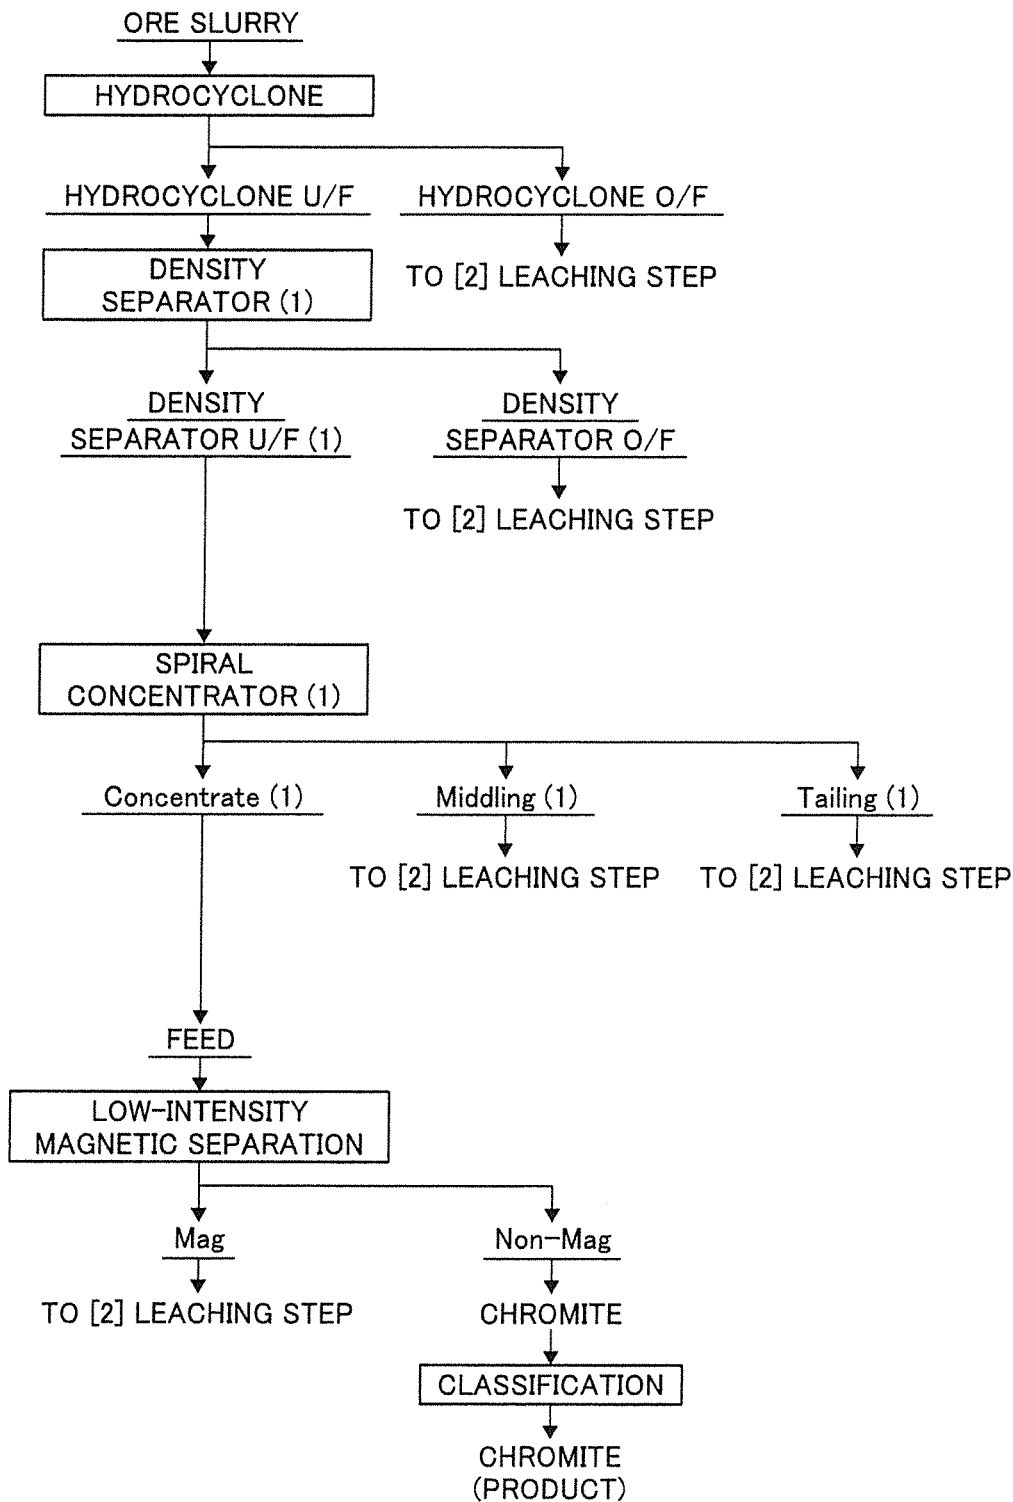 ORE SLURRY
HYDROCYCLONE
HYDROCYCLONE U/F
HYDROCYCLONE O/F
TO [2] LEACHING STEP
DENSITY
SEPARATOR (1)
DENSITY
SEPARATOR U/F (1)
DENSITY
SEPARATOR O/F
TO [2] LEACHING STEP
SPIRAL
CONCENTRATOR (1)
Concentrate (1)
Middling (1)
Tailing (1)
TO [2] LEACHING STEP
TO [2] LEACHING STEP
FEED
LOW-INTENSITY
MAGNETIC SEPARATION
Mag
Non-Mag
TO [2] LEACHING STEP
CHROMITE
CLASSIFICATION
CHROMITE
(PRODUCT)